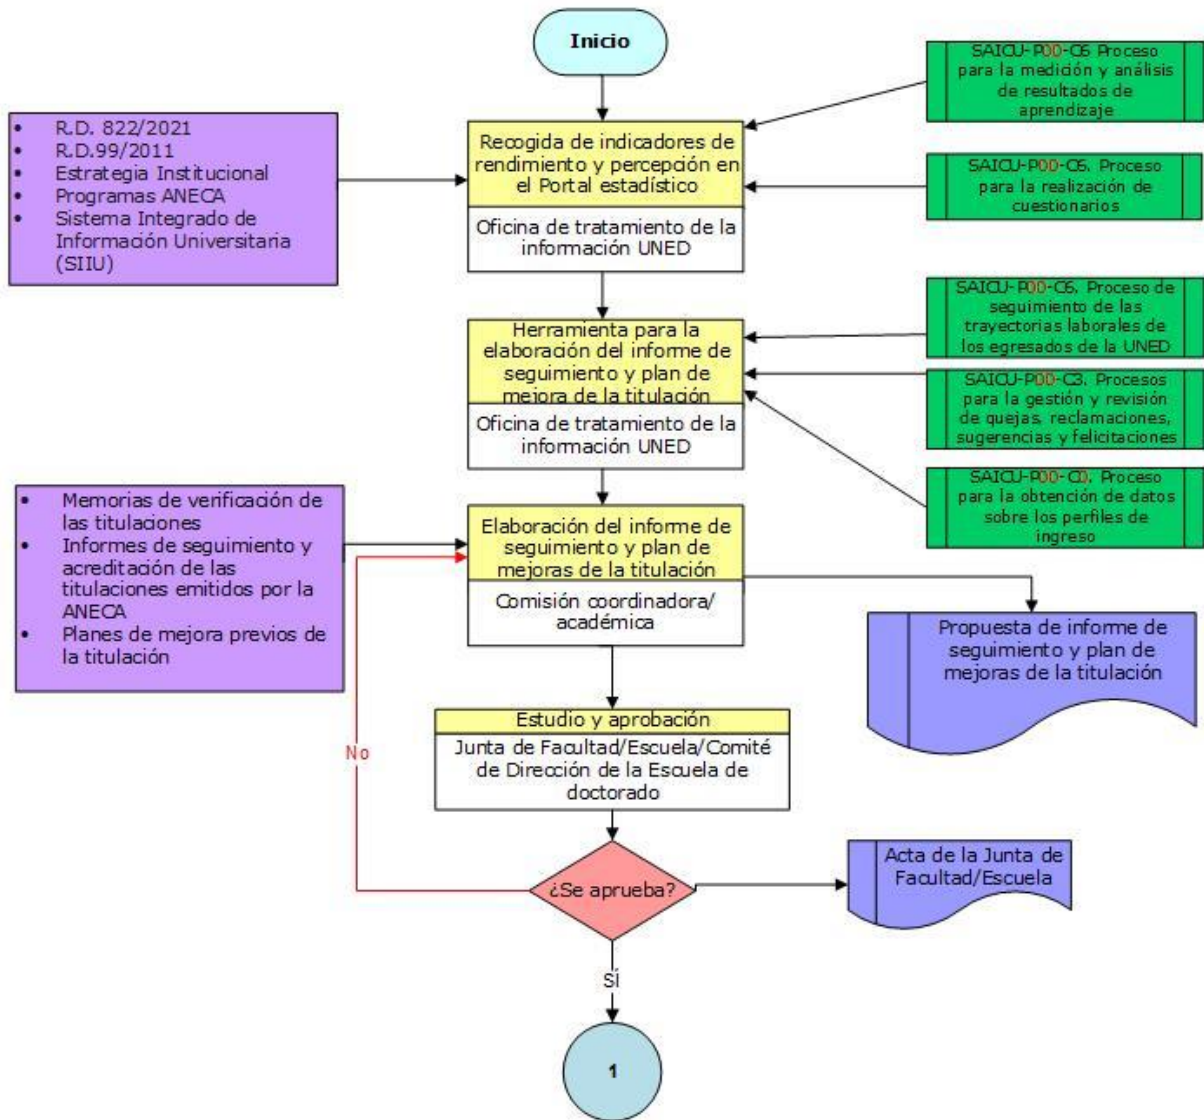 Inicio
SAICU-P00-C6 Proceso
para la medición y análisis
de resultados de
aprendizaje
• R.D. 822/2021
• R.D.99/2011
• Estrategia Institucional
• Programas ANECA
• Sistema Integrado de
Información Universitaria
(SIIU)
Recogida de indicadores de
rendimiento y percepción en
el Portal estadístico
Oficina de tratamiento de la
información UNED
SAICU-P00-C6. Proceso
para la realización de
cuestionarios
SAICU-P00-C6. Proceso de
seguimiento de las
trayectorias laborales de
los egresados de la UNED
Herramienta para la
elaboración del informe de
seguimiento y plan de
mejora de la titulación
Oficina de tratamiento de la
información UNED
SAICU-P00-C3. Procesos
para la gestión y revisión
de quejas, reclamaciones,
sugerencias y felicitaciones
SAICU-P00-C0. Proceso
para la obtención de datos
sobre los perfiles de
ingreso
• Memorias de verificación de
las titulaciones
• Informes de seguimiento y
acreditación de las
titulaciones emitidos por la
ANECA
• Planes de mejora previos de
la titulación
Elaboración del informe de
seguimiento y plan de
mejoras de la titulación
Comisión coordinadora/
académica
Propuesta de informe de
seguimiento y plan de
mejoras de la titulación
Estudio y aprobación
Junta de Facultad/Escuela/Comité
de Dirección de la Escuela de
doctorado
No
¿Se aprueba?
Acta de la Junta de
Facultad/Escuela
SÍ
1